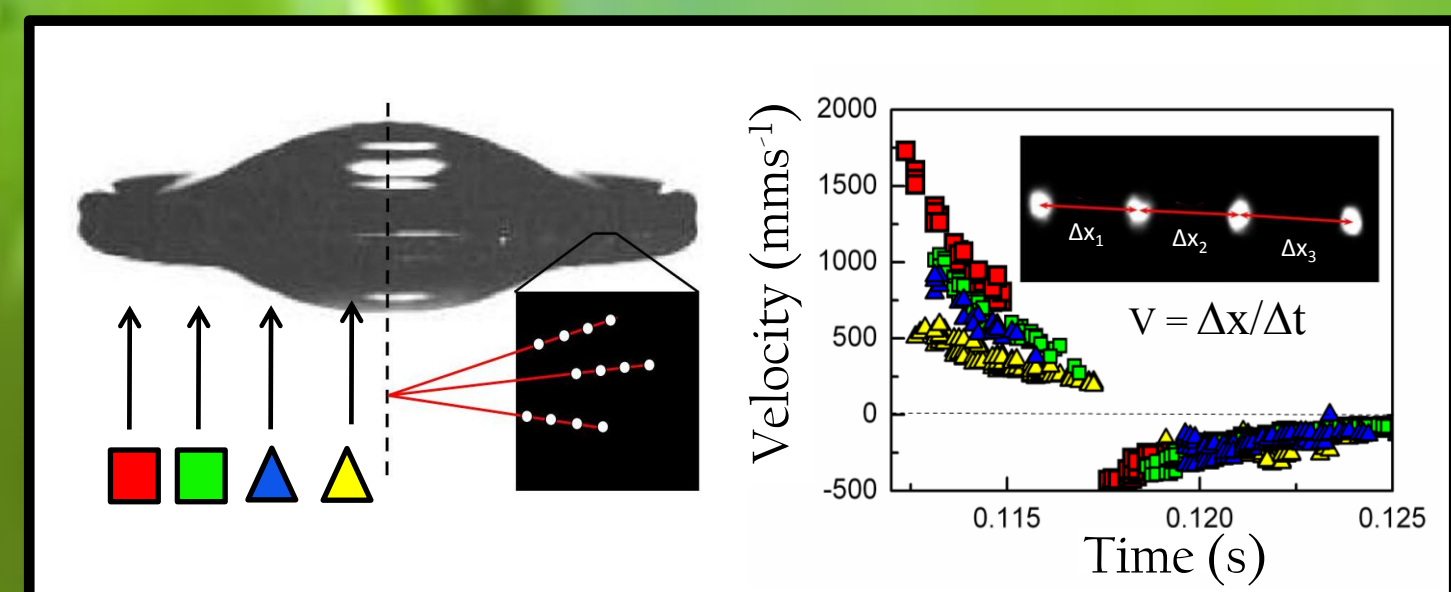 2000
1500
1000
500
0
-500
Velocity (mms⁻¹)
Δx₁
Δx₂
Δx₃
V = Δx/Δt
0.115
0.120
0.125
Time (s)